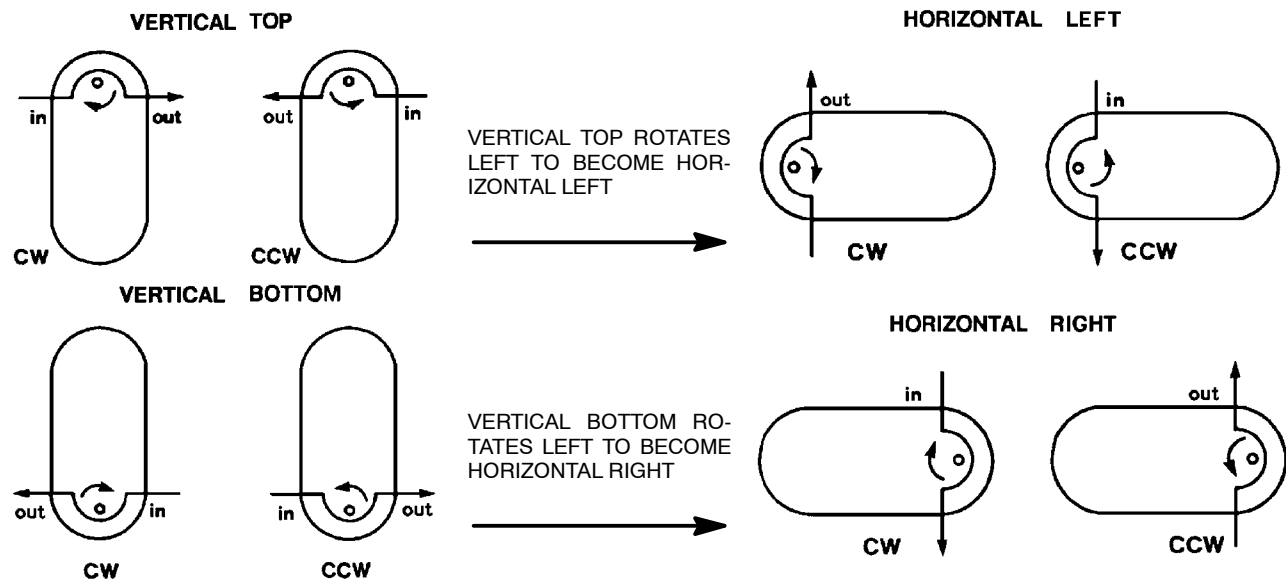 VERTICAL TOP
HORIZONTAL LEFT
in
out
out
in
out
in
VERTICAL TOP ROTATES
LEFT TO BECOME HOR-
IZONTAL LEFT
CW
CCW
CW
CCW
VERTICAL BOTTOM
HORIZONTAL RIGHT
in
out
VERTICAL BOTTOM RO-
TATES LEFT TO BECOME
HORIZONTAL RIGHT
out
in
in
out
CW
CCW
CW
CCW